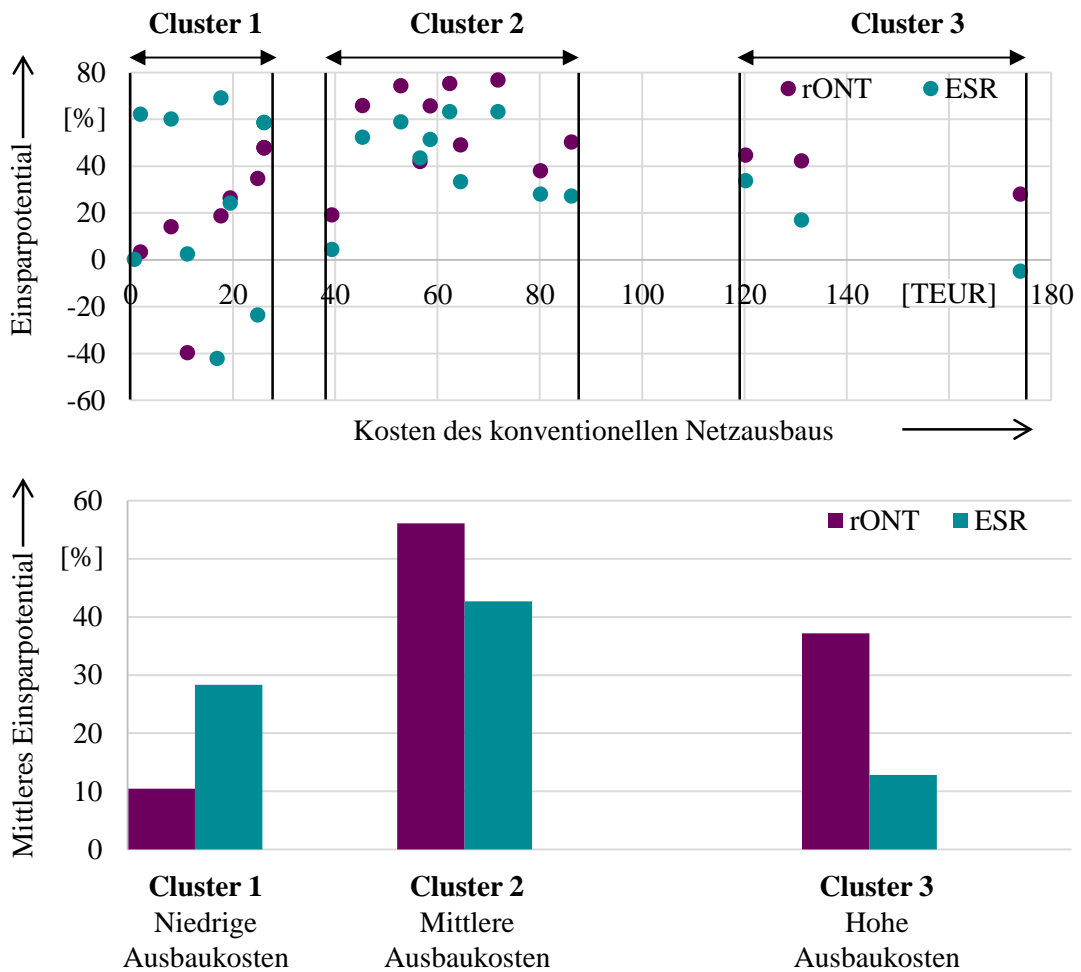 Cluster 1 Cluster 2 Cluster 3
80
[%]
60
40
20
0
-20
-40
-60
Einsparpotential
rONT ESR
0 20 40 60 80 100 120 140 [TEUR] 180
Kosten des konventionellen Netzausbaus
60
[%]
40
30
20
10
0
Mittleres Einsparpotential
rONT ESR
Cluster 1 Cluster 2 Cluster 3
Niedrige Mittlere Hohe
Ausbaukosten Ausbaukosten Ausbaukosten